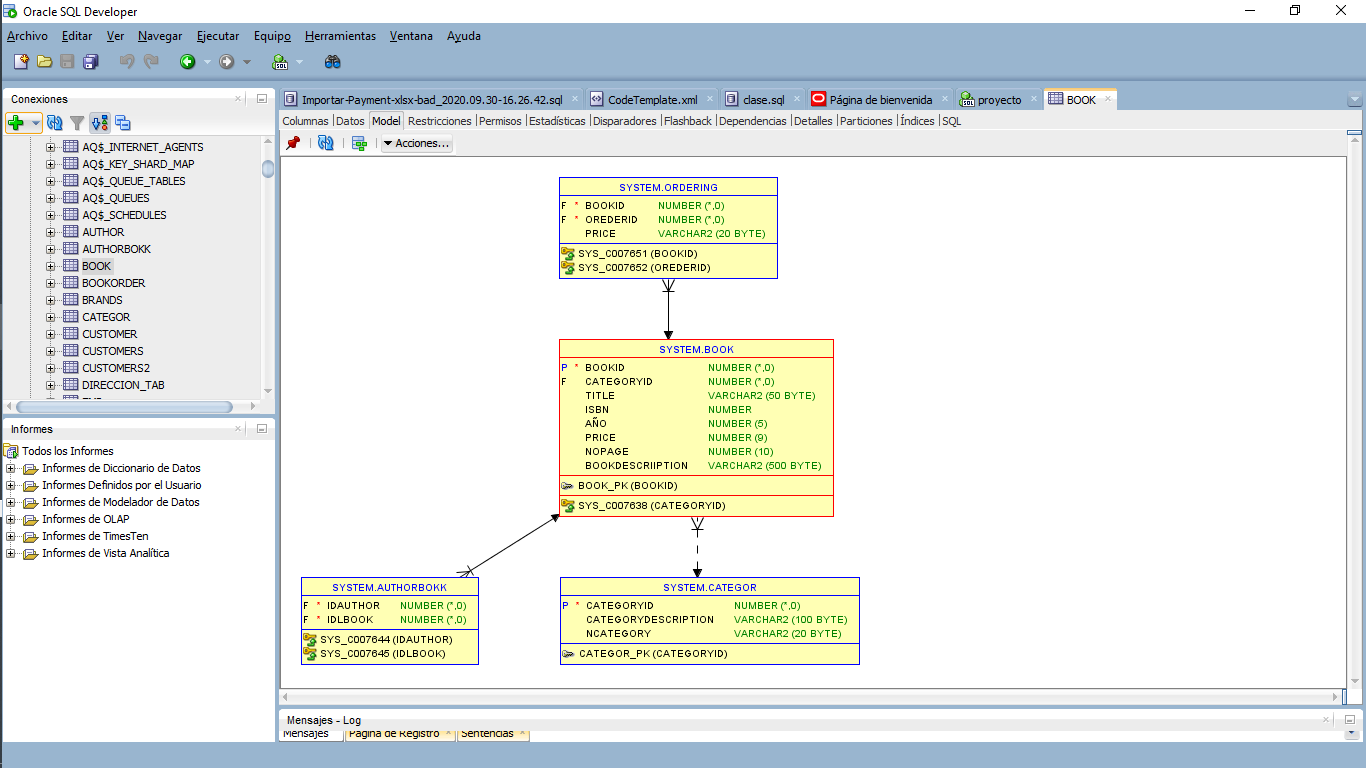 Oracle SQL Developer
Archivo Editar Ver Navegar Ejecutar Equipo Herramientas Ventana Ayuda
Conexiones
AQ$_INTERNET_AGENTS
AQ$_KEY_SHARD_MAP
AQ$_QUEUE_TABLES
AQ$_QUEUES
AQ$_SCHEDULES
AUTHOR
AUTHORBOKK
BOOK
BOOKORDER
BRANDS
CATEGOR
CUSTOMER
CUSTOMERS
CUSTOMERS2
DIRECCION_TAB
Informes
Todos los Informes
Informes de Diccionario de Datos
Informes Definidos por el Usuario
Informes de Modelador de Datos
Informes de OLAP
Informes de TimesTen
Informes de Vista Analítica
Importar-Payment-xlsx-bad_2020.09.30-16.26.42.sql CodeTemplate.xml clase.sql Página de bienvenida proyecto BOOK
Columnas Datos Model Restricciones Permisos Estadísticas Disparadores Flashback Dependencias Detalles Particiones Índices SQL
Acciones...
SYSTEM.ORDERING
F * BOOKID NUMBER (*,0)
F * OREDERID NUMBER (*,0)
PRICE VARCHAR2 (20 BYTE)
SYS_C007651 (BOOKID)
SYS_C007652 (OREDERID)
SYSTEM.BOOK
P * BOOKID NUMBER (*,0)
F CATEGORYID NUMBER (*,0)
TITLE VARCHAR2 (50 BYTE)
ISBN NUMBER
AÑO NUMBER (5)
PRICE NUMBER (9)
NOPAGE NUMBER (10)
BOOKDESCRIIPTION VARCHAR2 (500 BYTE)
BOOK_PK (BOOKID)
SYS_C007638 (CATEGORYID)
SYSTEM.AUTHORBOKK
F * IDAUTHOR NUMBER (*,0)
F * IDLBOOK NUMBER (*,0)
SYS_C007644 (IDAUTHOR)
SYS_C007645 (IDLBOOK)
SYSTEM.CATEGOR
P * CATEGORYID NUMBER (*,0)
CATEGORYDESCRIPTION VARCHAR2 (100 BYTE)
NCATEGORY VARCHAR2 (20 BYTE)
CATEGOR_PK (CATEGORYID)
Mensajes - Log
Mensajes Página de Registro Sentencias